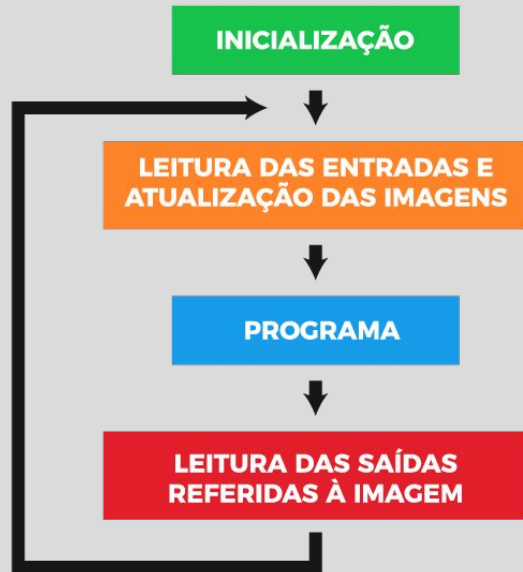 INICIALIZAÇÃO
LEITURA DAS ENTRADAS E
ATUALIZAÇÃO DAS IMAGENS
PROGRAMA
LEITURA DAS SAÍDAS
REFERIDAS À IMAGEM